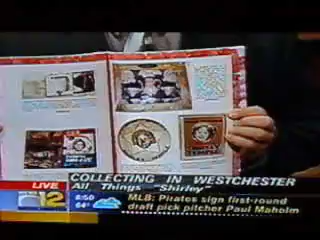 COLLECTING IN WESTCHESTER
All Things "Shirley"
LIVE
12
8:50
64°
MLB: Pirates sign first-round
draft pick pitcher Paul Maholm